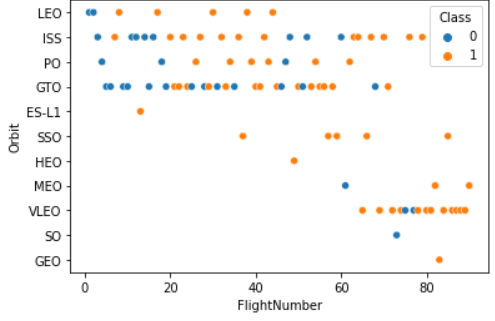 LEO
ISS
PO
GTO
ES-L1
SSO
HEO
MEO
VLEO
SO
GEO
Orbit
Class
0
1
0 20 40 60 80
FlightNumber